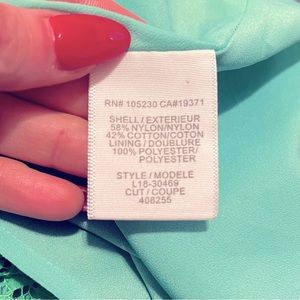 RN# 105230 CA#19371
SHELL / EXTERIEUR
58% NYLON/NYLON
42% COTTON/COTON
LINING / DOUBLURE
100% POLYESTER/
POLYESTER
STYLE / MODELE
L18-30469
CUT / COUPE
408255